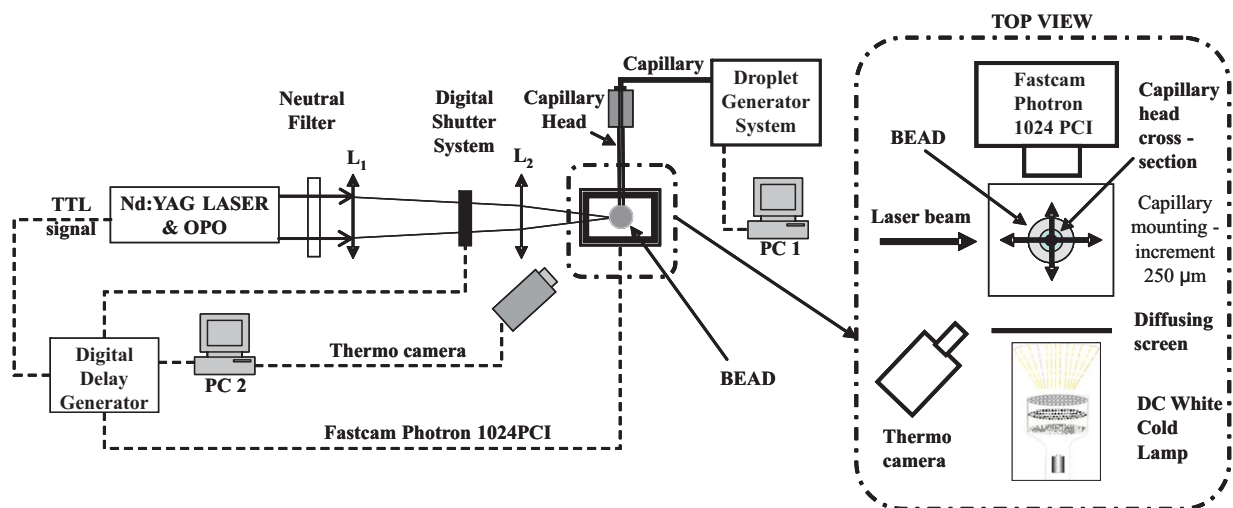 TOP VIEW
Capillary
Droplet
Generator
System
Neutral
Filter
Digital
Shutter
System
Capillary
Head
L1
L2
TTL
signal
Nd:YAG LASER
& OPO
PC 1
Digital
Delay
Generator
PC 2
Thermo camera
BEAD
Fastcam Photron 1024PCI
Fastcam
Photron
1024 PCI
Capillary
head
cross -
section
BEAD
Laser beam
Capillary
mounting -
increment
250 μm
Diffusing
screen
Thermo
camera
DC White
Cold
Lamp